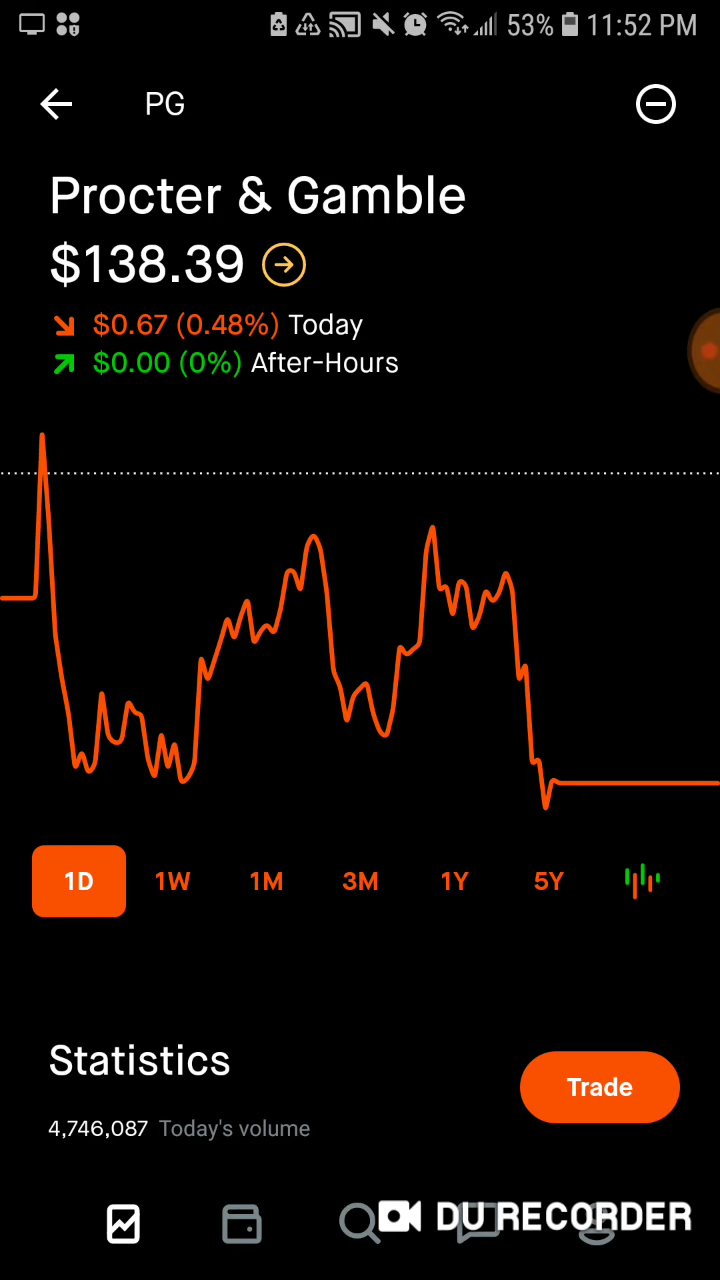 53% 11:52 PM
PG
Procter & Gamble
$138.39
$0.67 (0.48%) Today
$0.00 (0%) After-Hours
1D 1W 1M 3M 1Y 5Y
Statistics
Trade
4,746,087 Today's volume
DU RECORDER